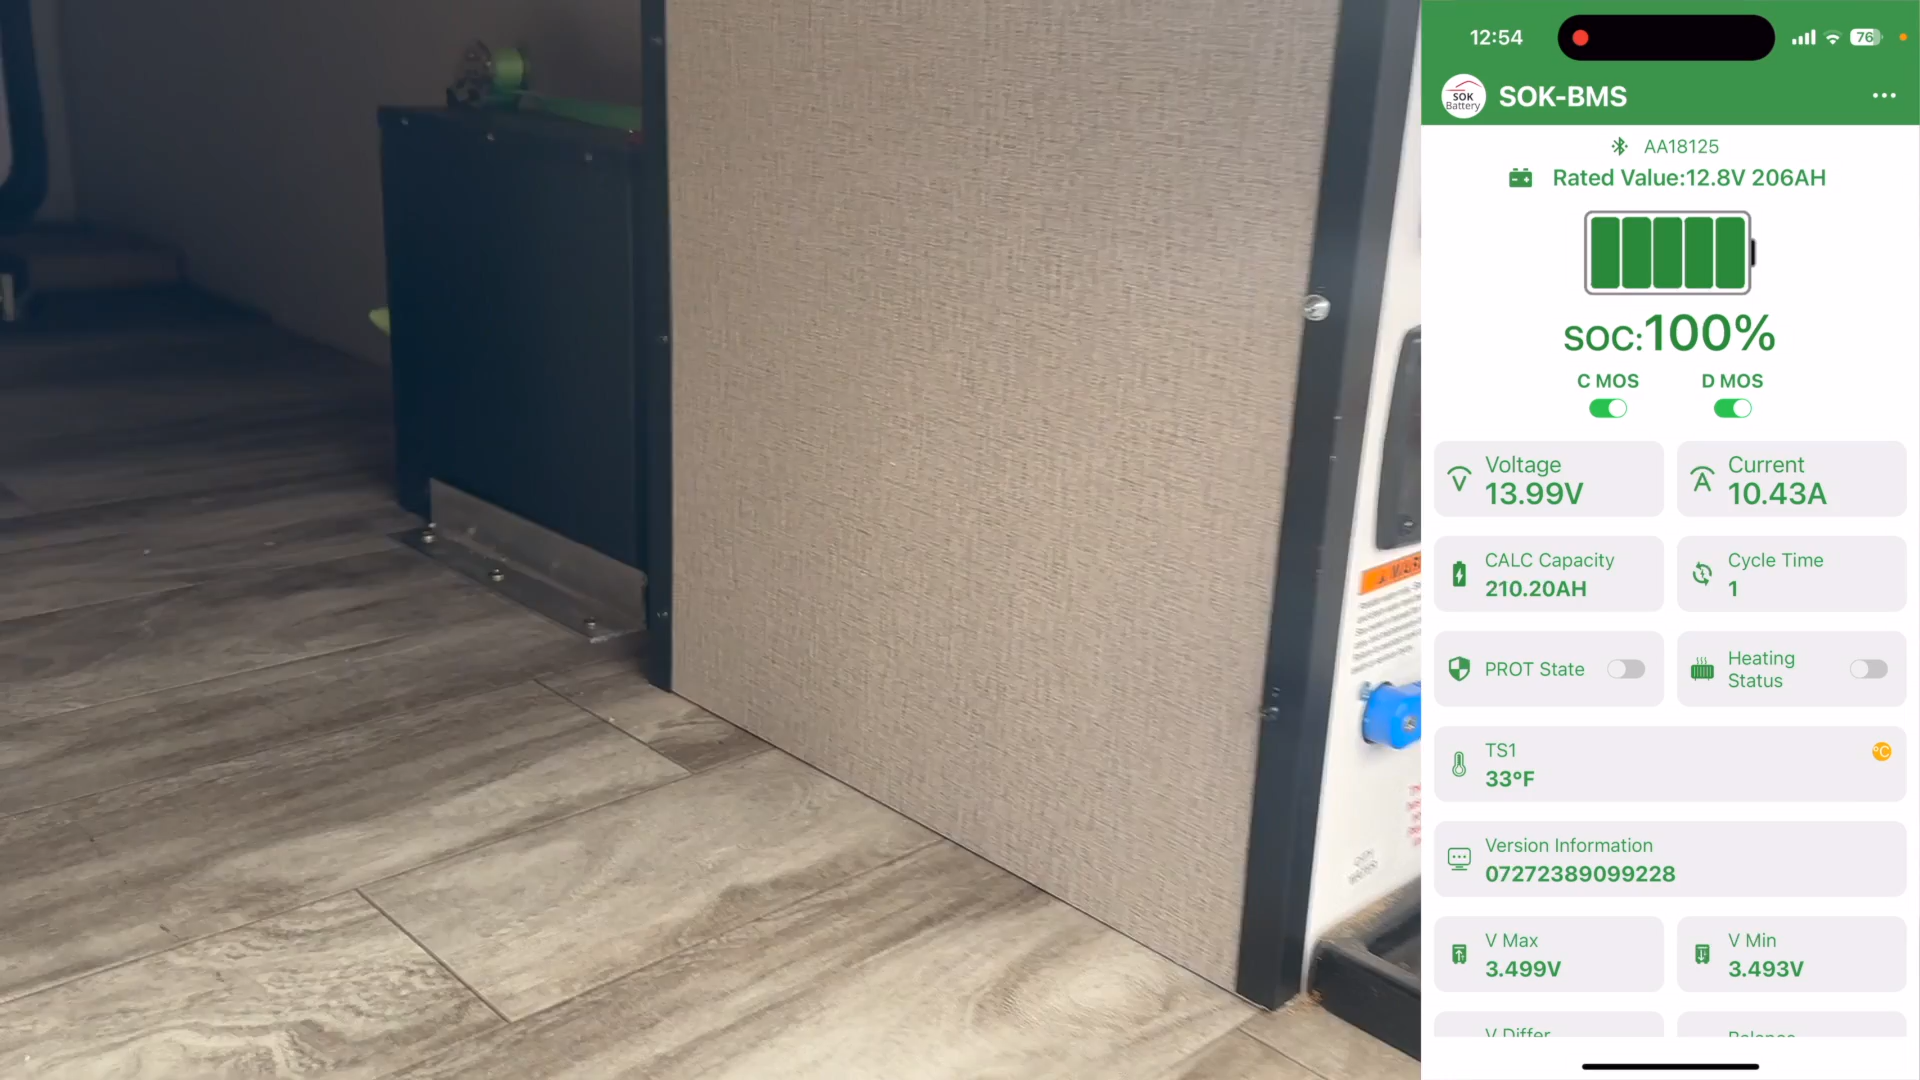 12:54
76
SOK
Battery
SOK-BMS
AA18125
Rated Value:12.8V 206AH
SOC:100%
C MOS
D MOS
Voltage
13.99V
Current
10.43A
CALC Capacity
210.20AH
Cycle Time
1
PROT State
Heating
Status
TS1
33°F
°C
Version Information
07272389099228
V Max
3.499V
V Min
3.493V
V Differ
Balance